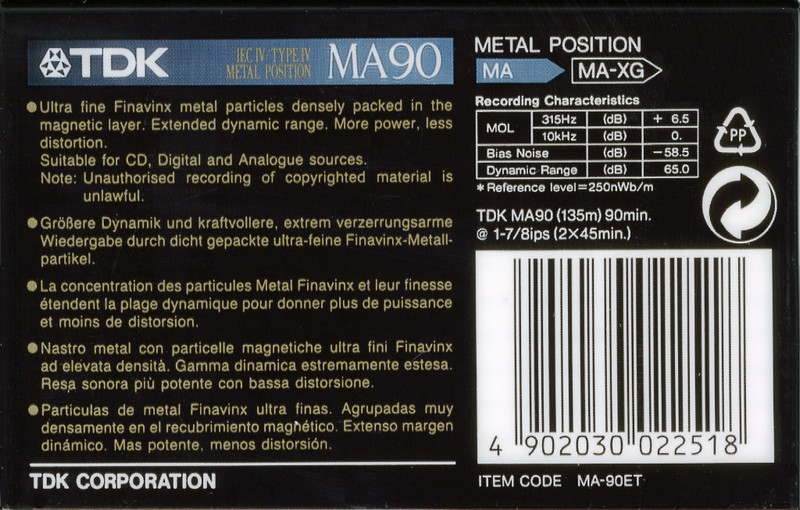 TDK IEC IV/TYPE IV METAL POSITION MA90
●Ultra fine Finavinx metal particles densely packed in the
magnetic layer. Extended dynamic range. More power, less
distortion.
Suitable for CD, Digital and Analogue sources.
Note: Unauthorised recording of copyrighted material is
unlawful.
●Größere Dynamik und kraftvollere, extrem verzerrungsarme
Wiedergabe durch dicht gepackte ultra-feine Finavinx-Metall-
partikel.
●La concentration des particules Metal Finavinx et leur finesse
étendent la plage dynamique pour donner plus de puissance
et moins de distorsion.
●Nastro metal con particelle magnetiche ultra fini Finavinx
ad elevata densità. Gamma dinamica estremamente estesa.
Resa sonora più potente con bassa distorsione.
●Particulas de metal Finavinx ultra finas. Agrupadas muy
densamente en el recubrimiento magnético. Extenso margen
dinámico. Mas potente, menos distorsión.
TDK CORPORATION
METAL POSITION
MA MA-XG
Recording Characteristics
MOL 315Hz (dB) + 6.5
10kHz (dB) 0.
Bias Noise (dB) −58.5
Dynamic Range (dB) 65.0
* Reference level=250nWb/m
PP
TDK MA90 (135m) 90min.
@ 1-7/8ips (2×45min.)
4 902030 022518
ITEM CODE MA-90ET